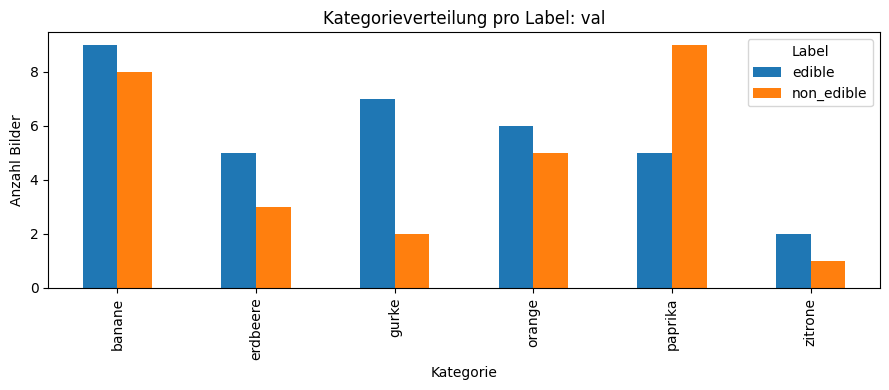 Kategorieverteilung pro Label: val
Anzahl Bilder
8
6
4
2
0
Label
edible
non_edible
banane
erdbeere
gurke
orange
paprika
zitrone
Kategorie